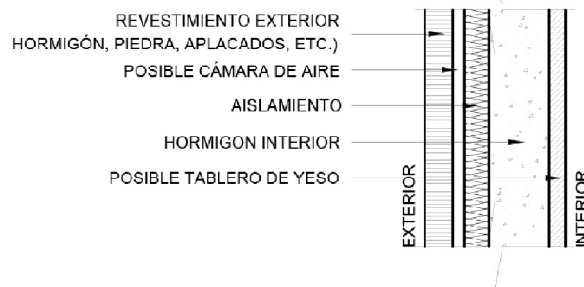 REVESTIMIENTO EXTERIOR
HORMIGÓN, PIEDRA, APLACADOS, ETC.)
POSIBLE CÁMARA DE AIRE
AISLAMIENTO
HORMIGON INTERIOR
POSIBLE TABLERO DE YESO
EXTERIOR
INTERIOR